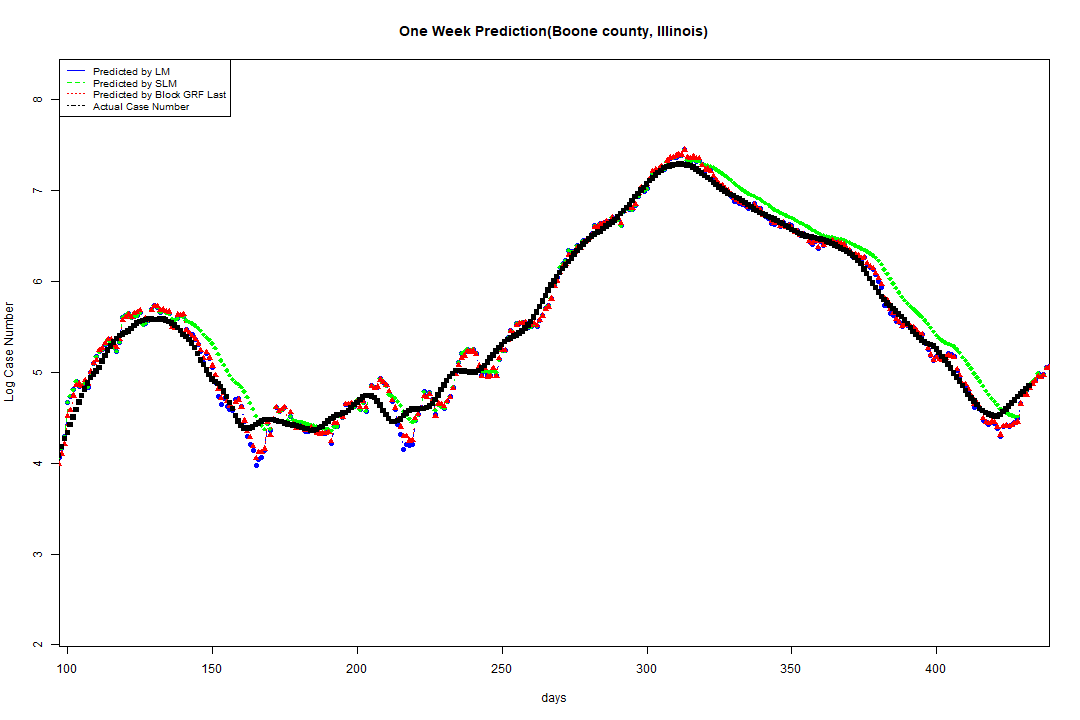 One Week Prediction(Boone county, Illinois)
Predicted by LM
Predicted by SLM
Predicted by Block GRF Last
Actual Case Number
8
7
6
5
4
3
2
Log Case Number
100 150 200 250 300 350 400
days